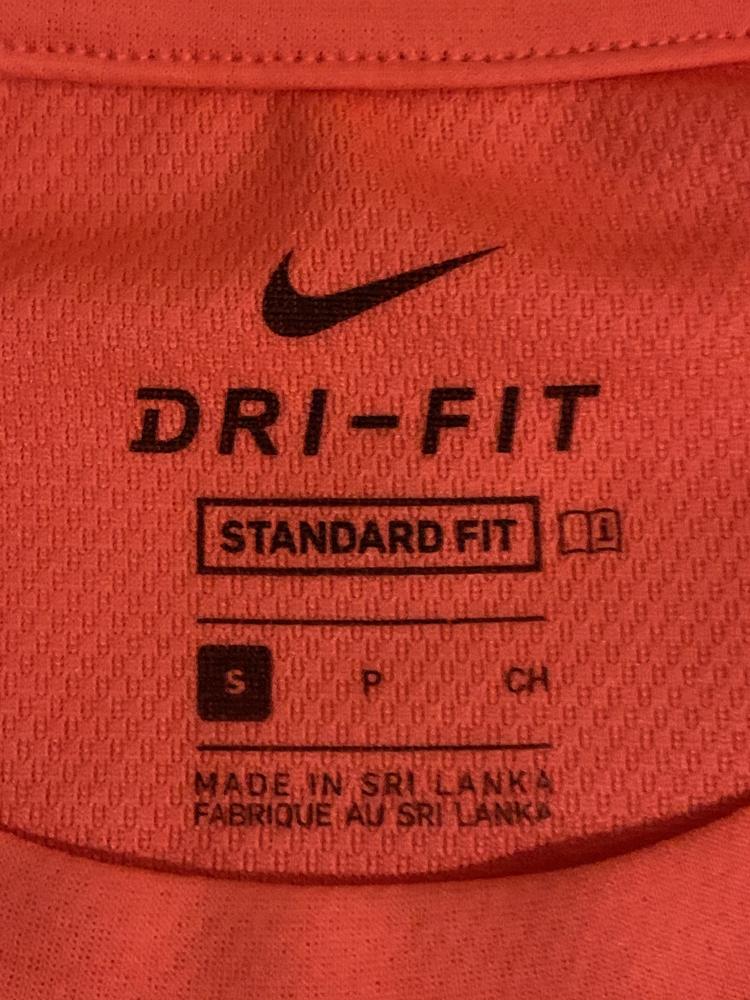 DRI-FIT
STANDARD FIT i
S P CH
MADE IN SRI LANKA
FABRIQUE AU SRI LANKA